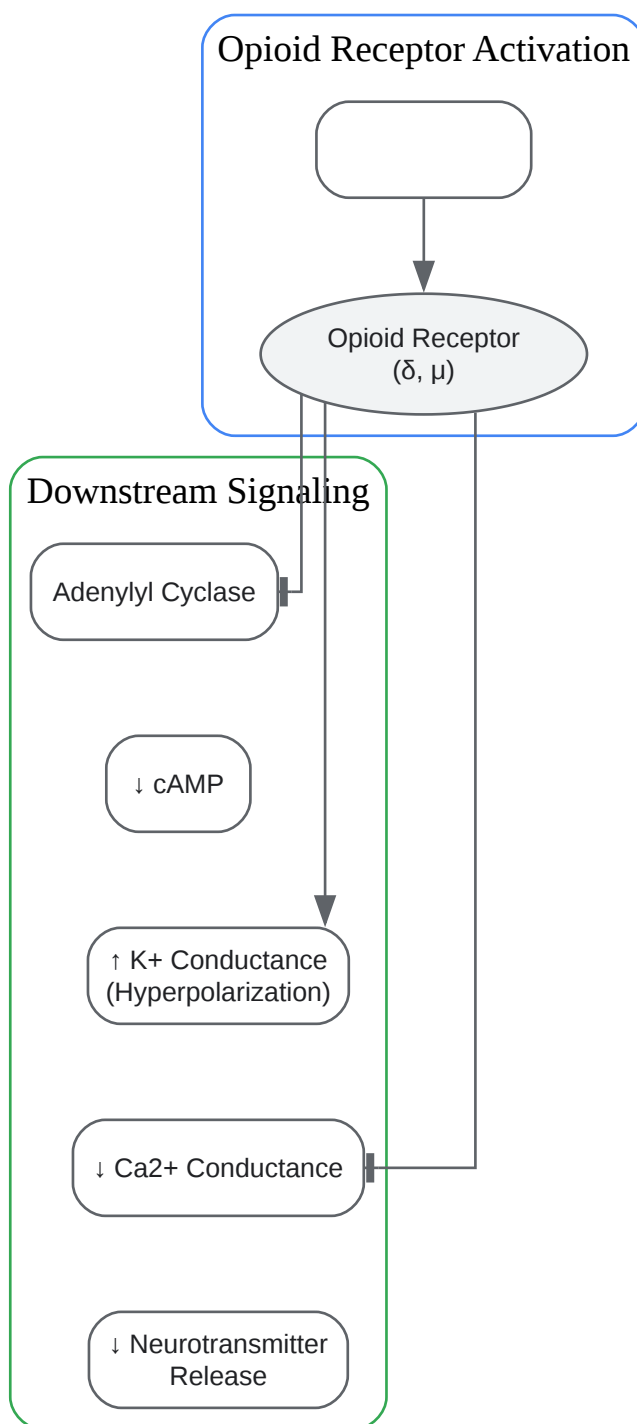 Opioid Receptor Activation
Opioid Receptor
(δ, μ)
Downstream Signaling
Adenylyl Cyclase
↓ cAMP
↑ K+ Conductance
(Hyperpolarization)
↓ Ca2+ Conductance
↓ Neurotransmitter
Release